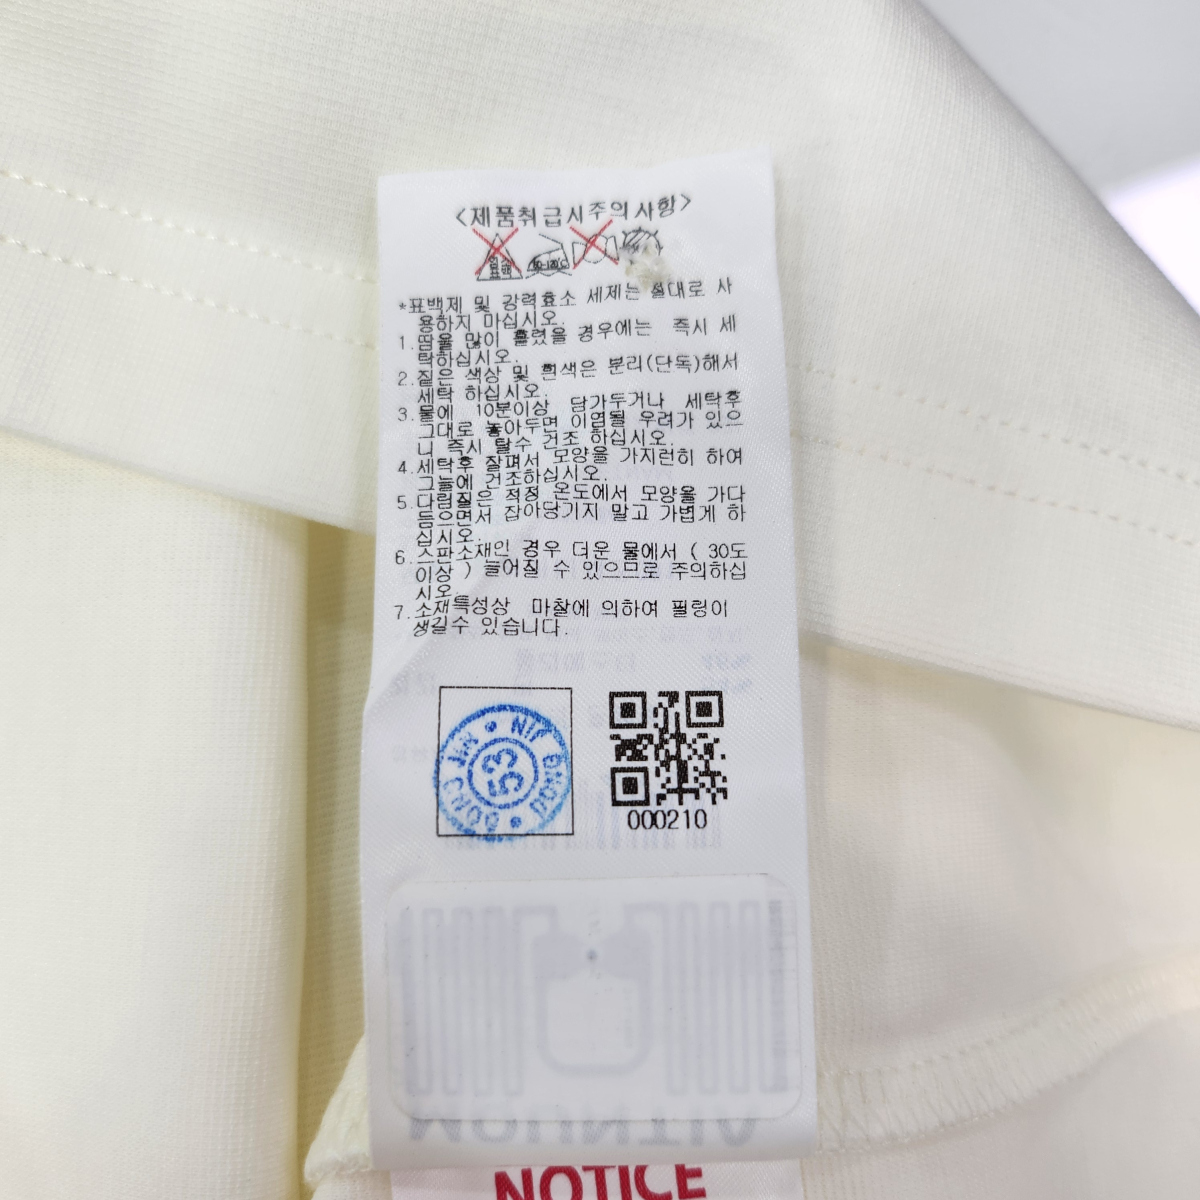 <제품취급시주의사항>
염소
표백
80-120℃
*표백제 및 강력효소 세제는 절대로 사
용하지 마십시오.
1.땀을 많이 흘렸을 경우에는 즉시 세
탁하십시오.
2.짙은 색상 및 흰색은 분리(단독)해서
세탁 하십시오.
3.물에 10분이상 담가두거나 세탁후
그대로 놓아두면 이염될 우려가 있으
니 즉시 탈수 건조 하십시오.
4.세탁후 잘펴서 모양을 가지런히 하여
그늘에 건조하십시오.
5.다림질은 적정 온도에서 모양을 가다
듬으면서 잡아당기지 말고 가볍게 하
십시오.
6.스판소재인 경우 더운 물에서 ( 30도
이상 ) 늘어질 수 있으므로 주의하십
시오.
7.소재특성상 마찰에 의하여 필링이
생길수 있습니다.
NIT DONG JIN
53
000210
NOTICE